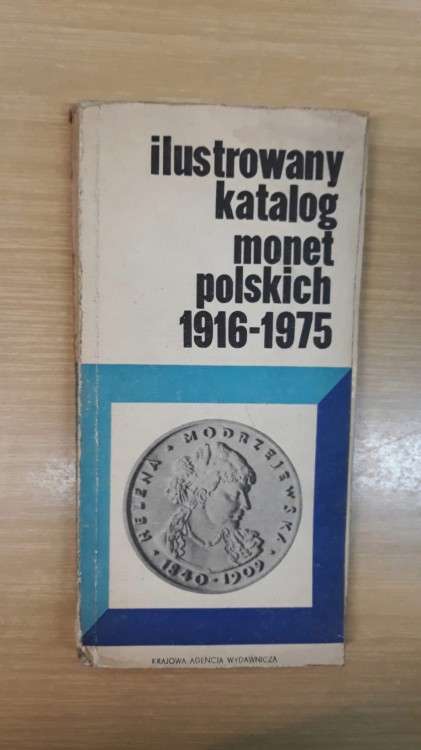 ilustrowany
katalog
monet
polskich
1916-1975
HELENA • MODRZEJEWSKA •
1840-1909
KRAJOWA AGENCJA WYDAWNICZA